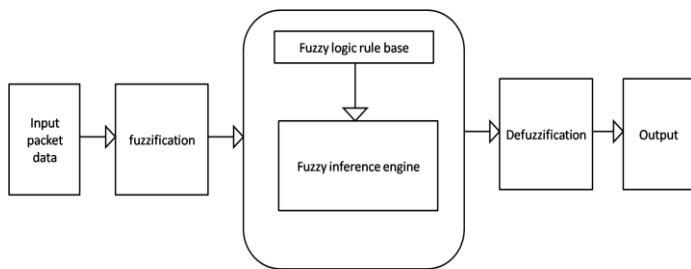 Input
packet
data
fuzzification
Fuzzy logic rule base
Fuzzy inference engine
Defuzzification
Output